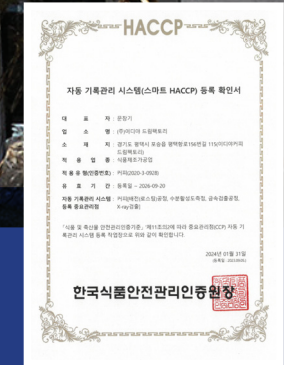 HACCP
자동 기록관리 시스템(스마트 HACCP) 등록 확인서
대 표 자 : 문창기
업 소 명 : (주)이디야 드림팩토리
소 재 지 : 경기도 평택시 포승읍 평택항로156번길 115(이디야커피
드림팩토리)
적 용 업 종 : 식품제조가공업
적 용 유 형(인증번호) : 커피(2020-3-0928)
유 효 기 간 : 등록일 ~ 2026-09-20
자동 기록관리 시스템 : 커피(배전(로스팅)공정, 수분활성도측정, 금속검출공정,
등록 중요관리점 X-ray검출)
「식품 및 축산물 안전관리인증기준」 제11조의2에 따라 중요관리점(CCP) 자동 기
록관리 시스템 등록 작업장으로 위와 같이 확인합니다.
2024년 01월 31일
한국식품안전관리인증원장